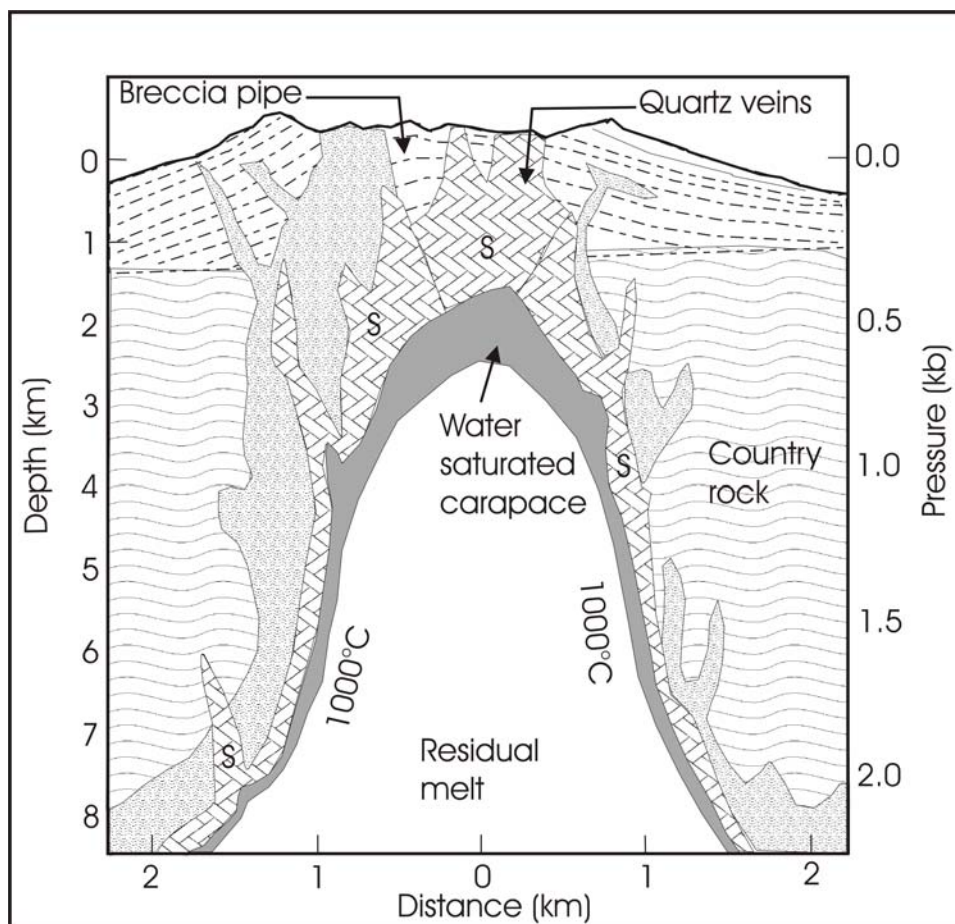 Breccia pipe
Quartz veins
0
1
2
3
4
5
6
7
8
Depth (km)
0.0
0.5
1.0
1.5
2.0
Pressure (kb)
S
S
S
S
Water
saturated
carapace
Country
rock
1000°C
1000°C
Residual
melt
2
1
0
1
2
Distance (km)